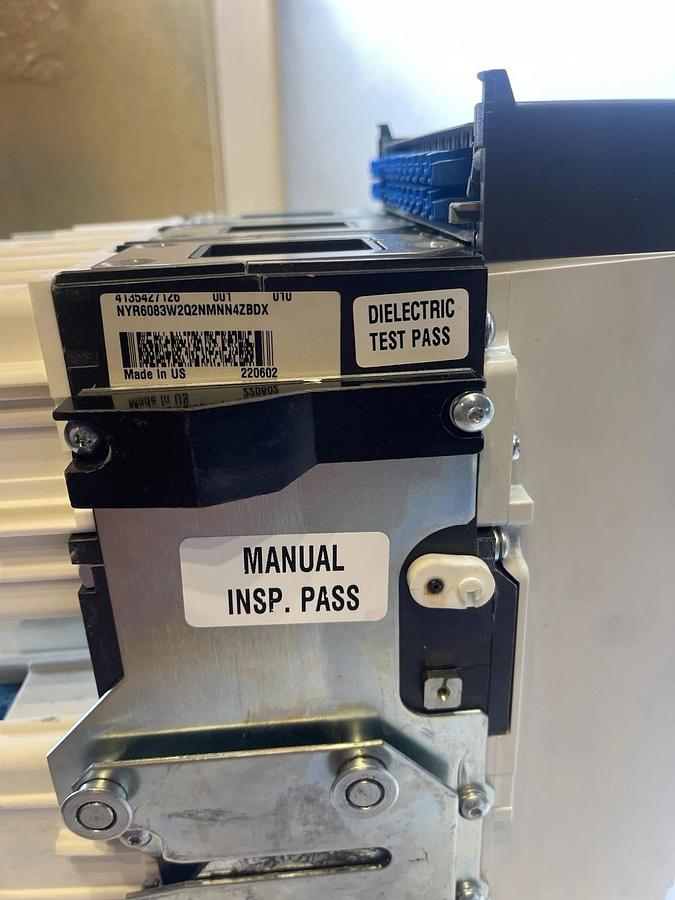 4135427126 001 010
NYR6083W2Q2NMNN4ZBDX
Made in US 220602
DIELECTRIC
TEST PASS
MANUAL
INSP. PASS